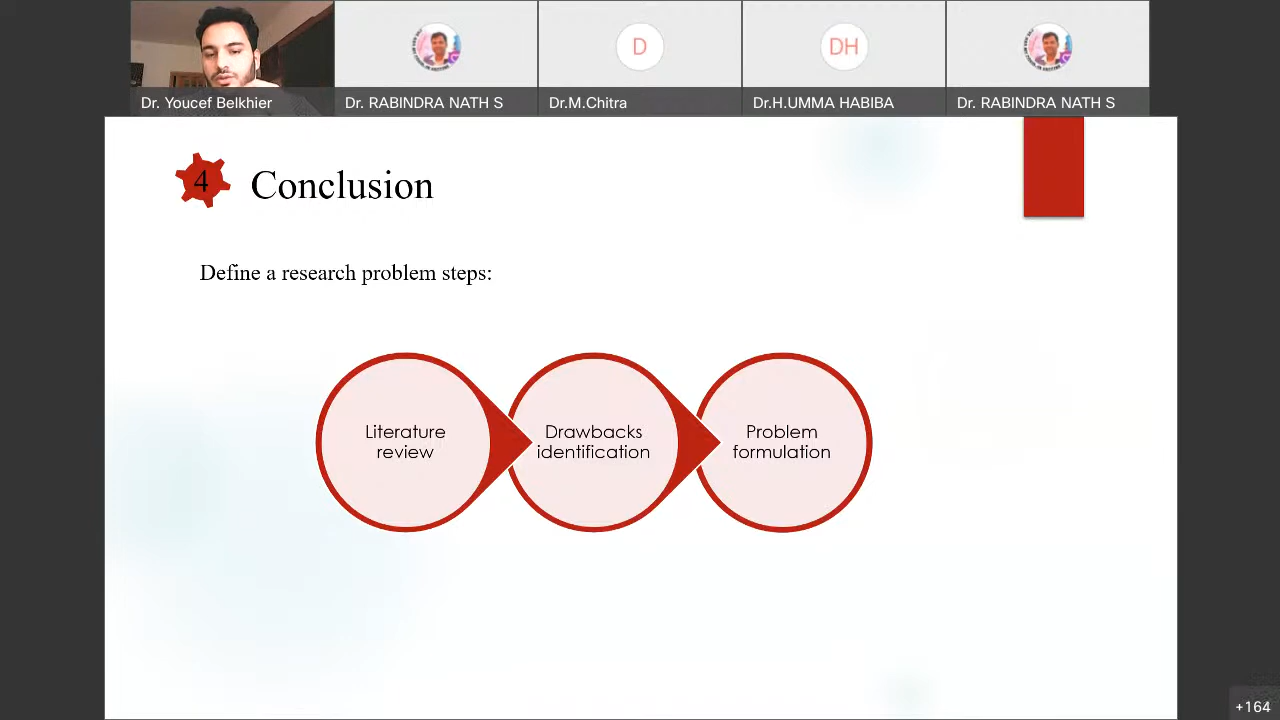 D
DH
Dr. Youcef Belkhier
Dr. RABINDRA NATH S
Dr.M.Chitra
Dr.H.UMMA HABIBA
Dr. RABINDRA NATH S
4
Conclusion
Define a research problem steps:
Literature
review
Drawbacks
identification
Problem
formulation
+164